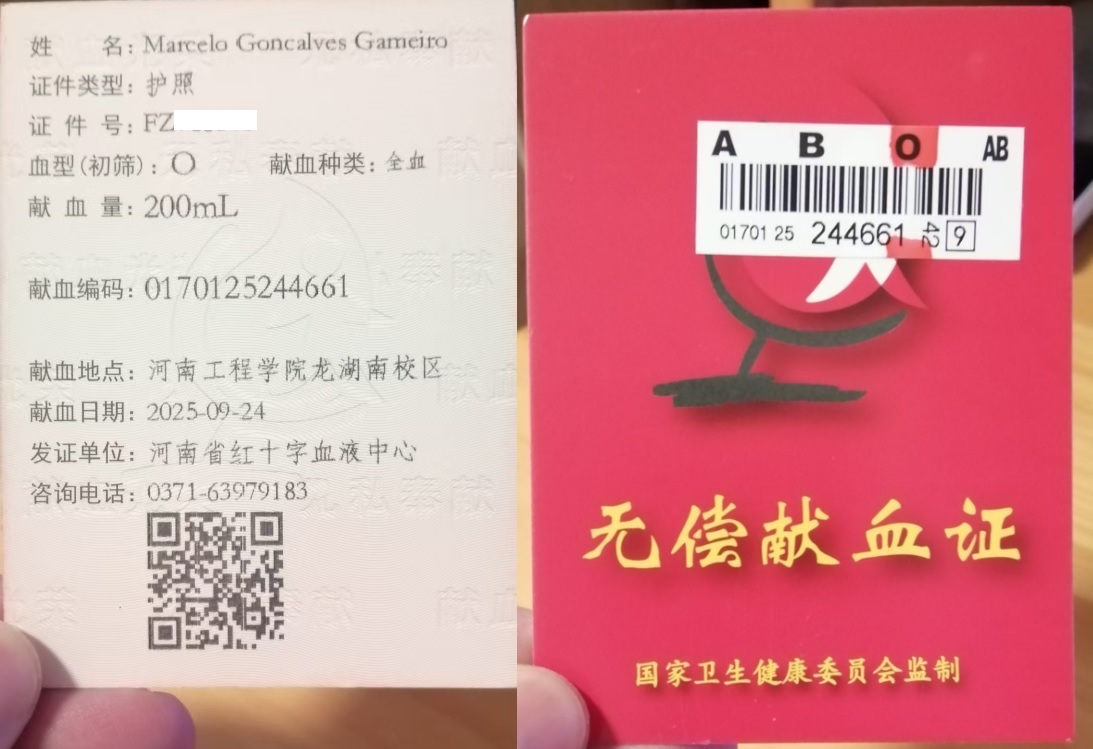 姓 名：Marcelo Goncalves Gameiro
证件类型：护照
证 件 号：FZ
血型(初筛)：O 献血种类：全血
献 血 量：200mL
献血编码：0170125244661
献血地点：河南工程学院龙湖南校区
献血日期：2025-09-24
发证单位：河南省红十字血液中心
咨询电话：0371-63979183
A B O AB
01701 25 244661 42 9
无偿献血证
国家卫生健康委员会监制